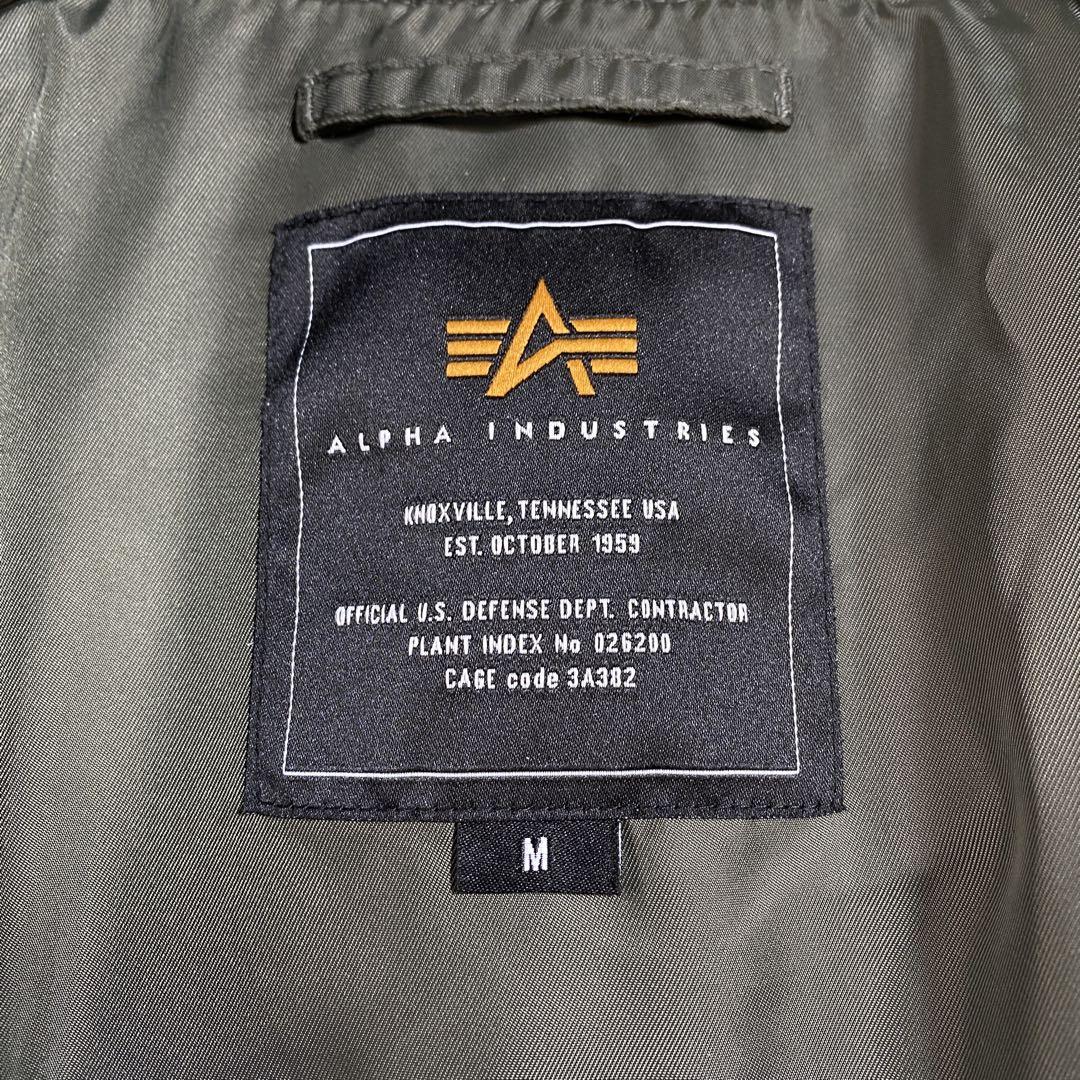 ALPHA INDUSTRIES
KNOXVILLE, TENNESSEE USA
EST. OCTOBER 1959
OFFICIAL U.S. DEFENSE DEPT. CONTRACTOR
PLANT INDEX No 026200
CAGE code 3A382
M